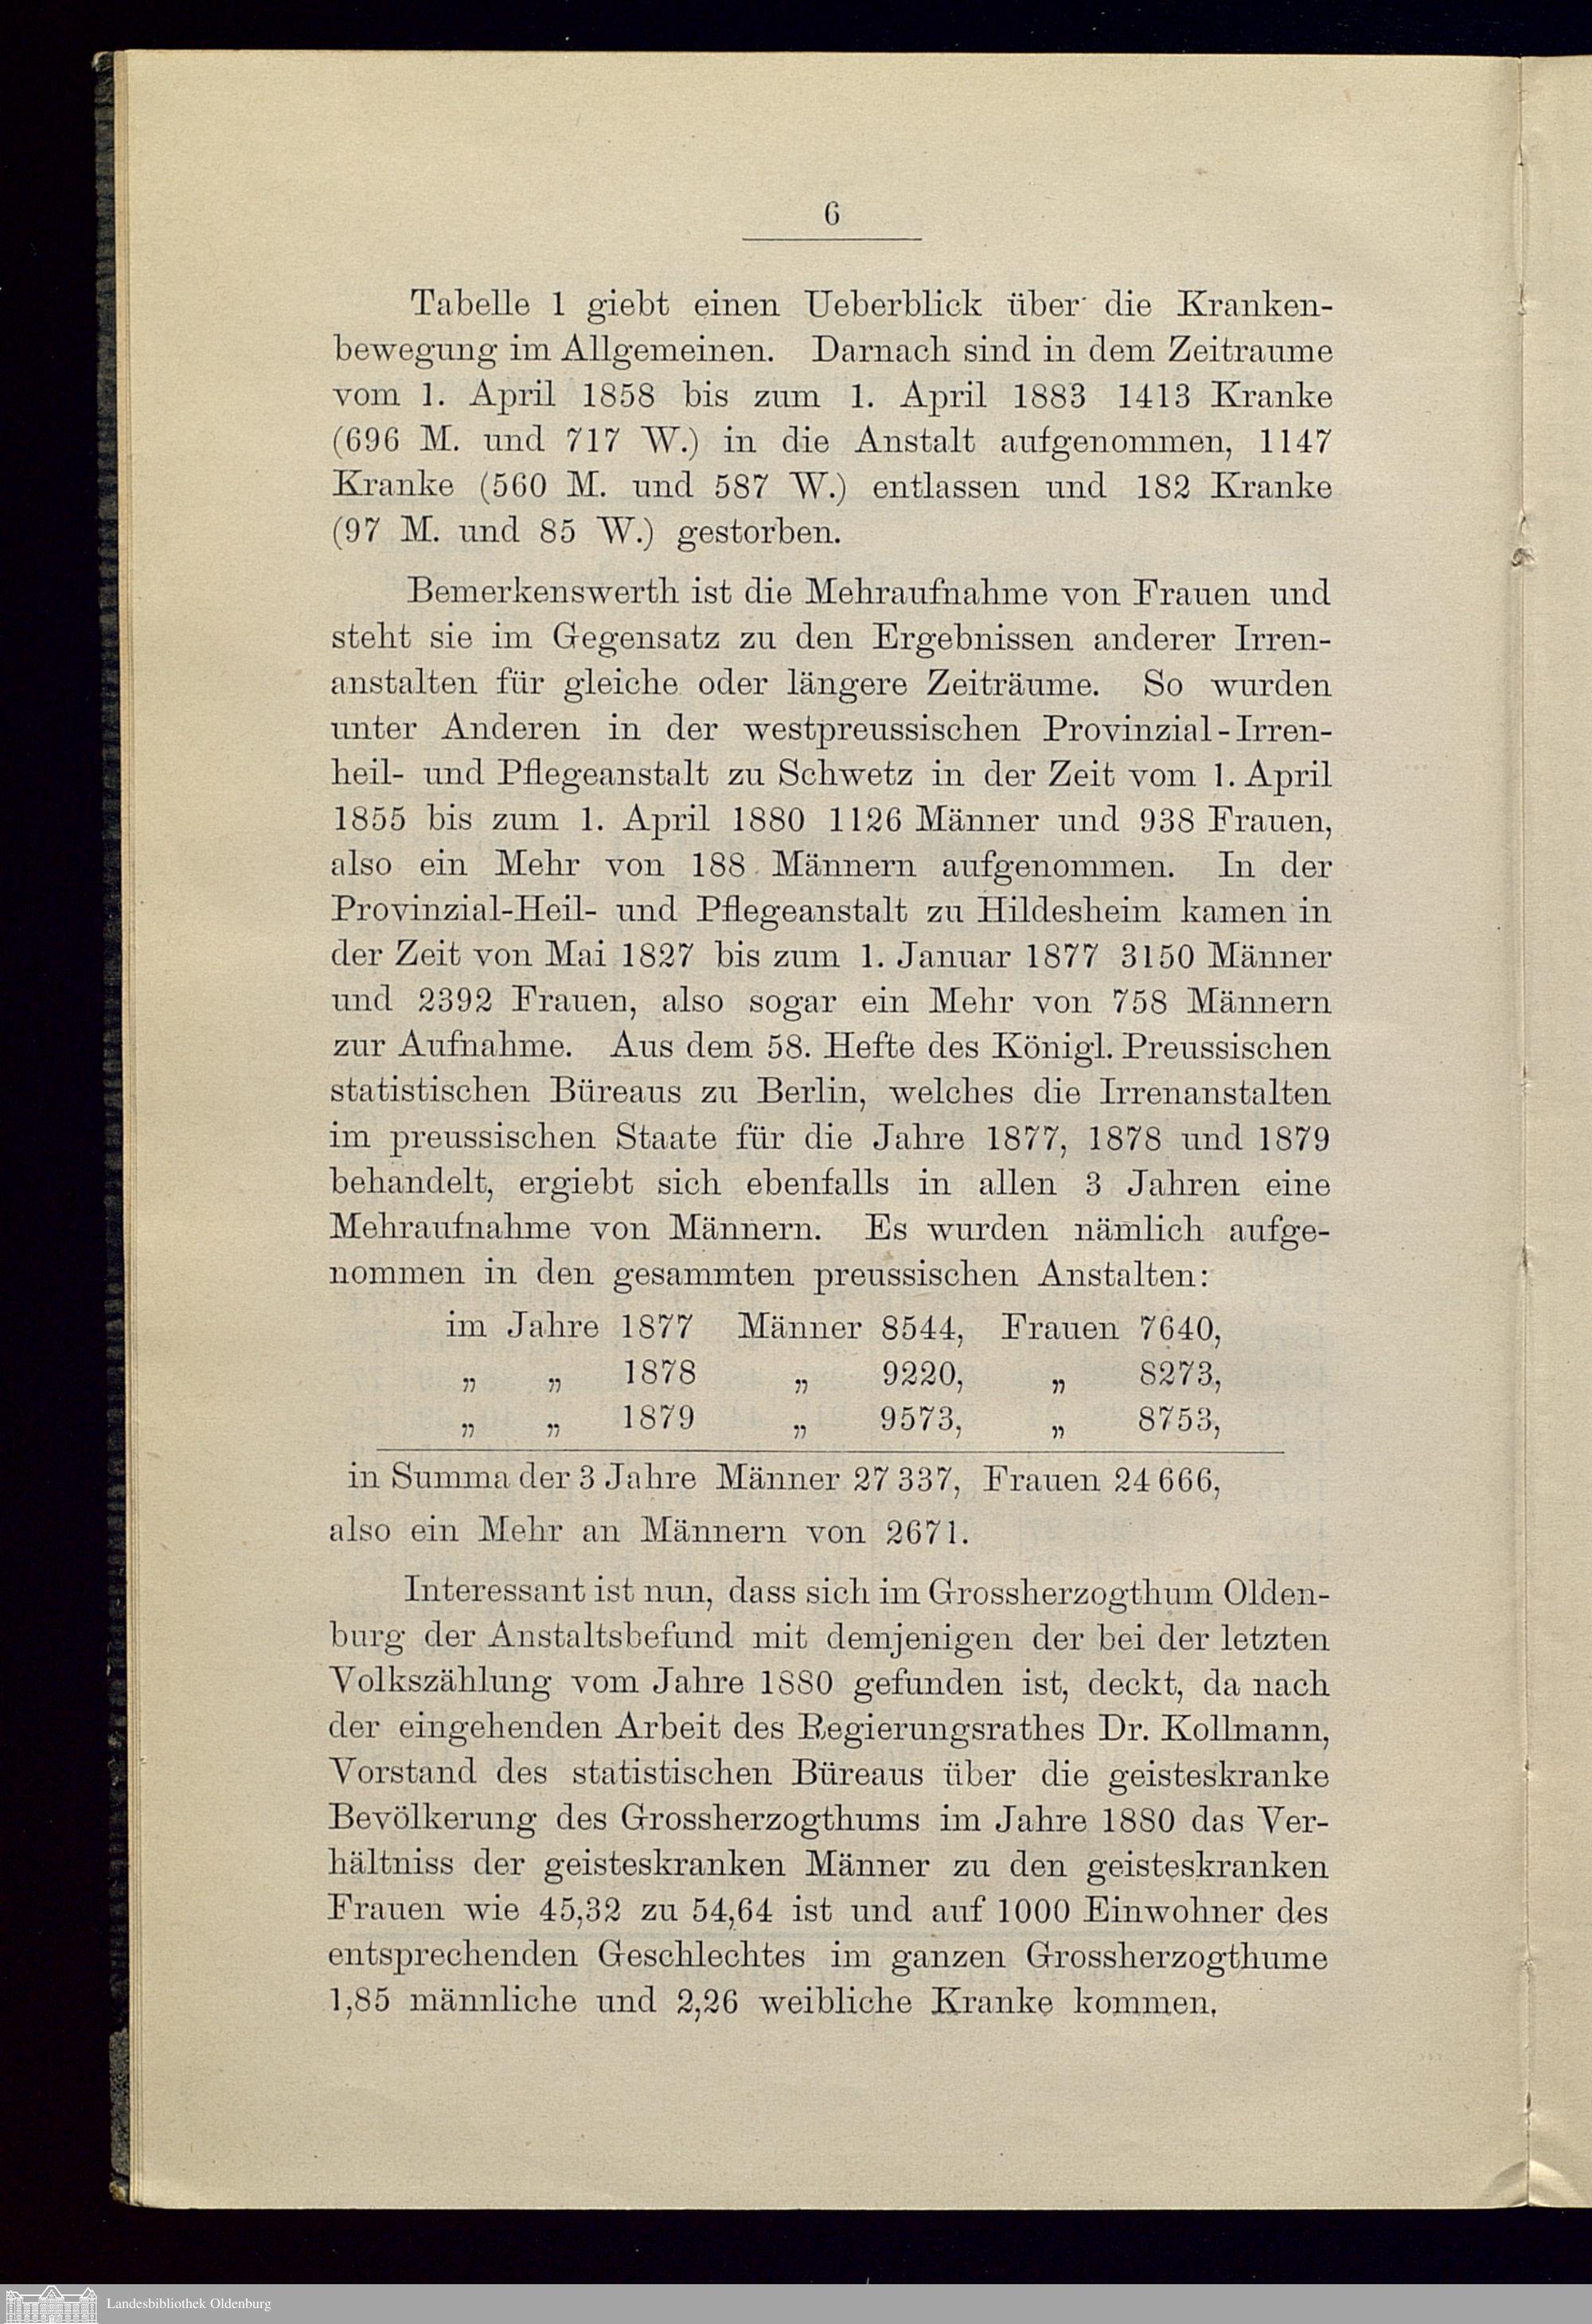 6
Tabelle 1 giebt einen Ueberblick über die Kranken-
bewegung im Allgemeinen. Darnach sind in dem Zeitraume
vom 1. April 1858 bis zum 1. April 1883 1413 Kranke
(696 M. und 717 W.) in die Anstalt aufgenommen, 1147
Kranke (560 M. und 587 W.) entlassen und 182 Kranke
(97 M. und 85 W.) gestorben.
Bemerkenswerth ist die Mehraufnahme von Frauen und
steht sie im Gegensatz zu den Ergebnissen anderer Irren-
anstalten für gleiche oder längere Zeiträume. So wurden
unter Anderen in der westpreussischen Provinzial-Irren-
heil- und Pflegeanstalt zu Schwetz in der Zeit vom 1. April
1855 bis zum 1. April 1880 1126 Männer und 938 Frauen,
also ein Mehr von 188 Männern aufgenommen. In der
Provinzial-Heil- und Pflegeanstalt zu Hildesheim kamen in
der Zeit von Mai 1827 bis zum 1. Januar 1877 3150 Männer
und 2392 Frauen, also sogar ein Mehr von 758 Männern
zur Aufnahme. Aus dem 58. Hefte des Königl. Preussischen
statistischen Büreaus zu Berlin, welches die Irrenanstalten
im preussischen Staate für die Jahre 1877, 1878 und 1879
behandelt, ergiebt sich ebenfalls in allen 3 Jahren eine
Mehraufnahme von Männern. Es wurden nämlich aufge-
nommen in den gesammten preussischen Anstalten:
im Jahre 1877 Männer 8544, Frauen 7640,
„ „ 1878 „ 9220, „ 8273,
„ „ 1879 „ 9573, „ 8753,
in Summa der 3 Jahre Männer 27 337, Frauen 24 666,
also ein Mehr an Männern von 2671.
Interessant ist nun, dass sich im Grossherzogthum Olden-
burg der Anstaltsbefund mit demjenigen der bei der letzten
Volkszählung vom Jahre 1880 gefunden ist, deckt, da nach
der eingehenden Arbeit des Regierungsrathes Dr. Kollmann,
Vorstand des statistischen Büreaus über die geisteskranke
Bevölkerung des Grossherzogthums im Jahre 1880 das Ver-
hältniss der geisteskranken Männer zu den geisteskranken
Frauen wie 45,32 zu 54,64 ist und auf 1000 Einwohner des
entsprechenden Geschlechtes im ganzen Grossherzogthume
1,85 männliche und 2,26 weibliche Kranke kommen.
Landesbibliothek Oldenburg